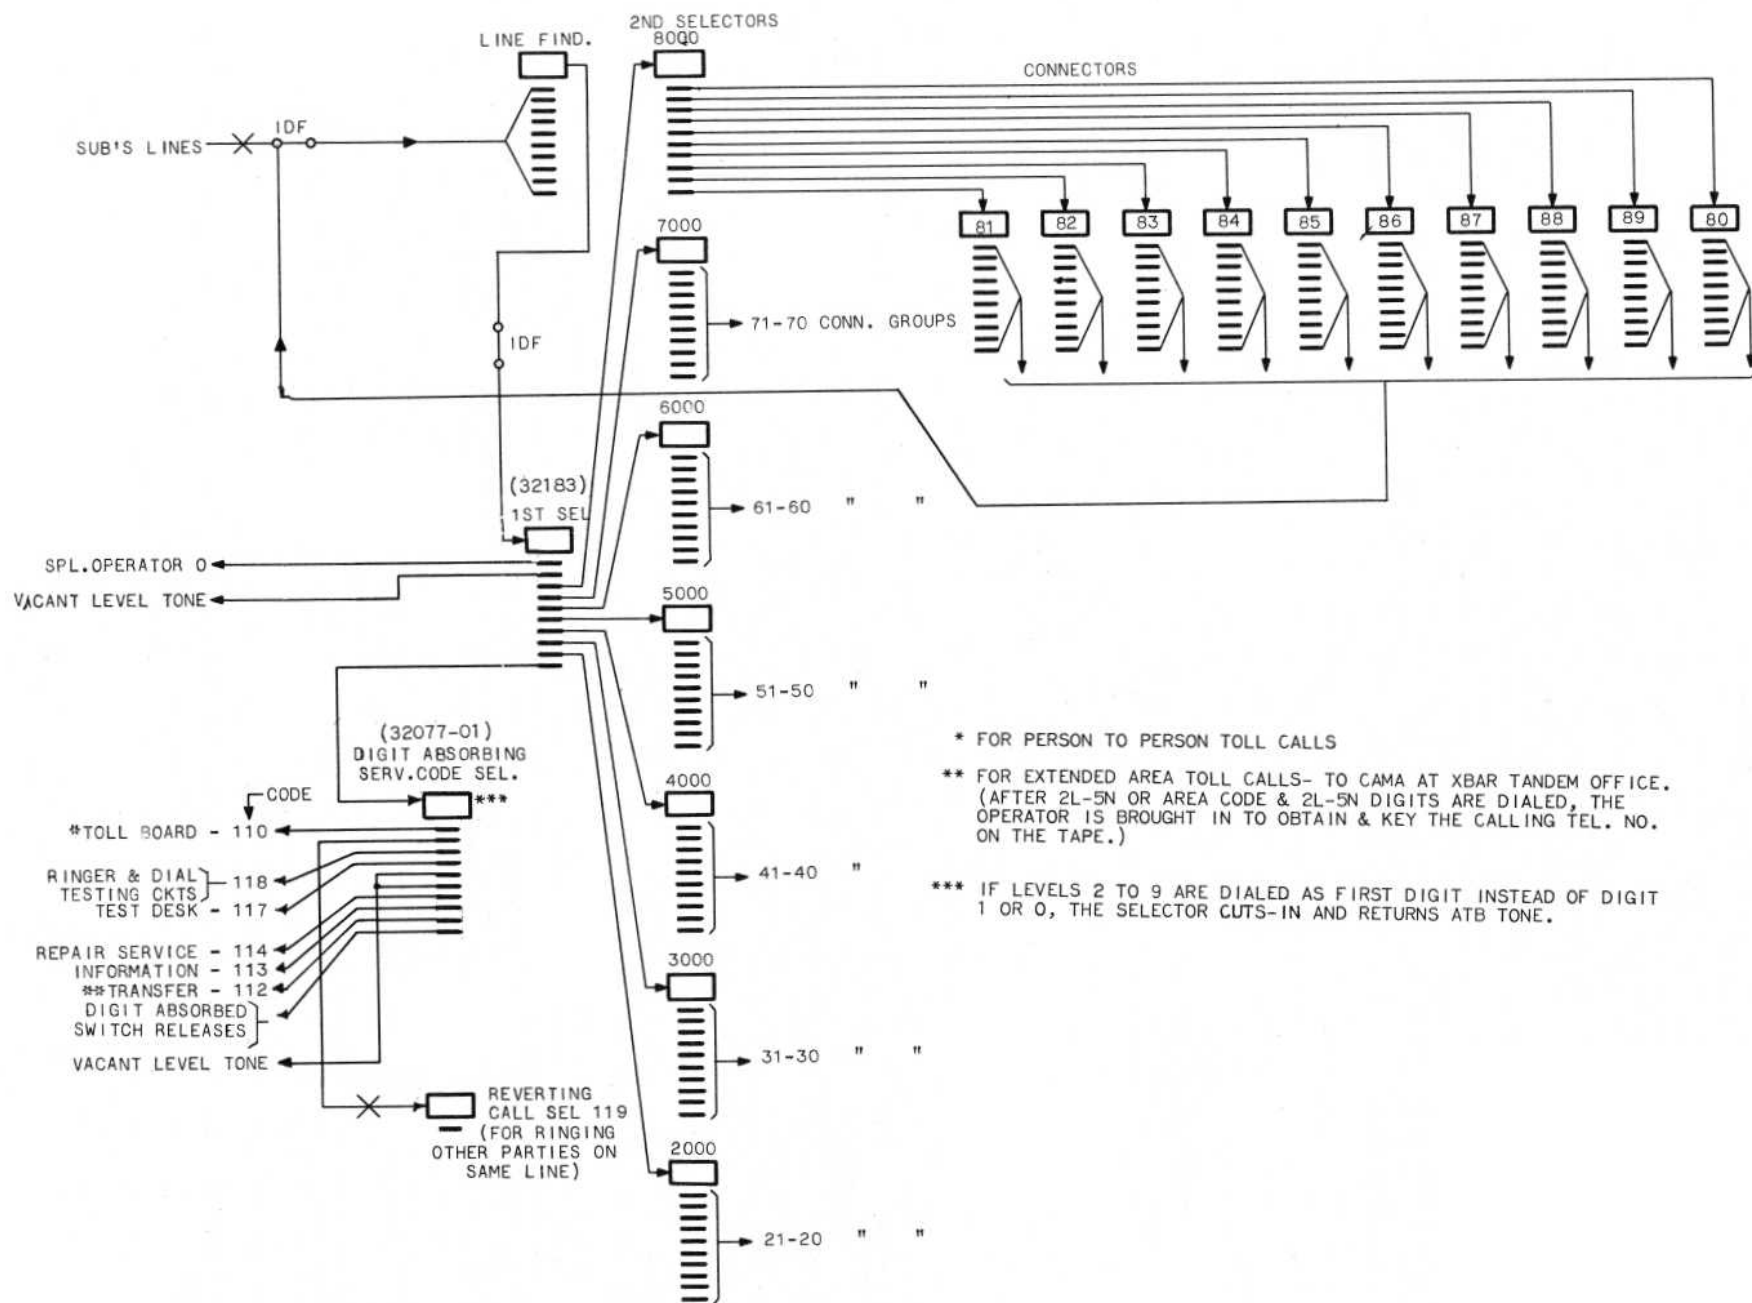 2ND SELECTORS
8000
LINE FIND.
CONNECTORS
IDF
SUB'S LINES
81
82
83
84
85
86
87
88
89
80
7000
71-70 CONN. GROUPS
IDF
6000
61-60 " "
(32183)
1ST SEL
SPL.OPERATOR 0
VACANT LEVEL TONE
5000
51-50 " "
(32077-01)
DIGIT ABSORBING
SERV.CODE SEL.
***
CODE
*TOLL BOARD - 110
RINGER & DIAL
TESTING CKTS
118
TEST DESK - 117
REPAIR SERVICE - 114
INFORMATION - 113
**TRANSFER - 112
DIGIT ABSORBED
SWITCH RELEASES
VACANT LEVEL TONE
REVERTING
CALL SEL 119
(FOR RINGING
OTHER PARTIES ON
SAME LINE)
4000
41-40 "
3000
31-30 " "
2000
21-20 " "
* FOR PERSON TO PERSON TOLL CALLS
** FOR EXTENDED AREA TOLL CALLS- TO CAMA AT XBAR TANDEM OFFICE.
(AFTER 2L-5N OR AREA CODE & 2L-5N DIGITS ARE DIALED, THE
OPERATOR IS BROUGHT IN TO OBTAIN & KEY THE CALLING TEL. NO.
ON THE TAPE.)
*** IF LEVELS 2 TO 9 ARE DIALED AS FIRST DIGIT INSTEAD OF DIGIT
1 OR 0, THE SELECTOR CUTS-IN AND RETURNS ATB TONE.